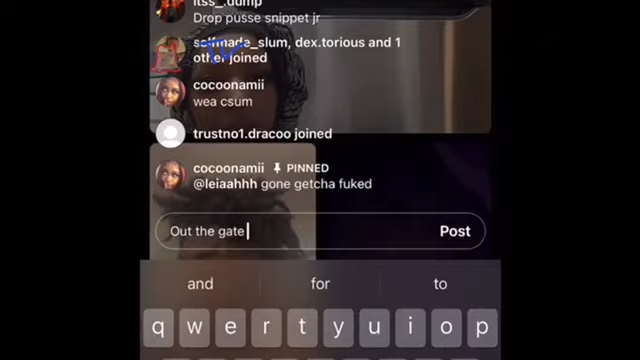 itss_.dump
Drop pusse snippet jr
selfmade_slum, dex.torious and 1
other joined
cocoonamii
wea csum
trustno1.dracoo joined
cocoonamii PINNED
@leiaahhh gone getcha fuked
Out the gate Post
and for to
q w e r t y u i o p